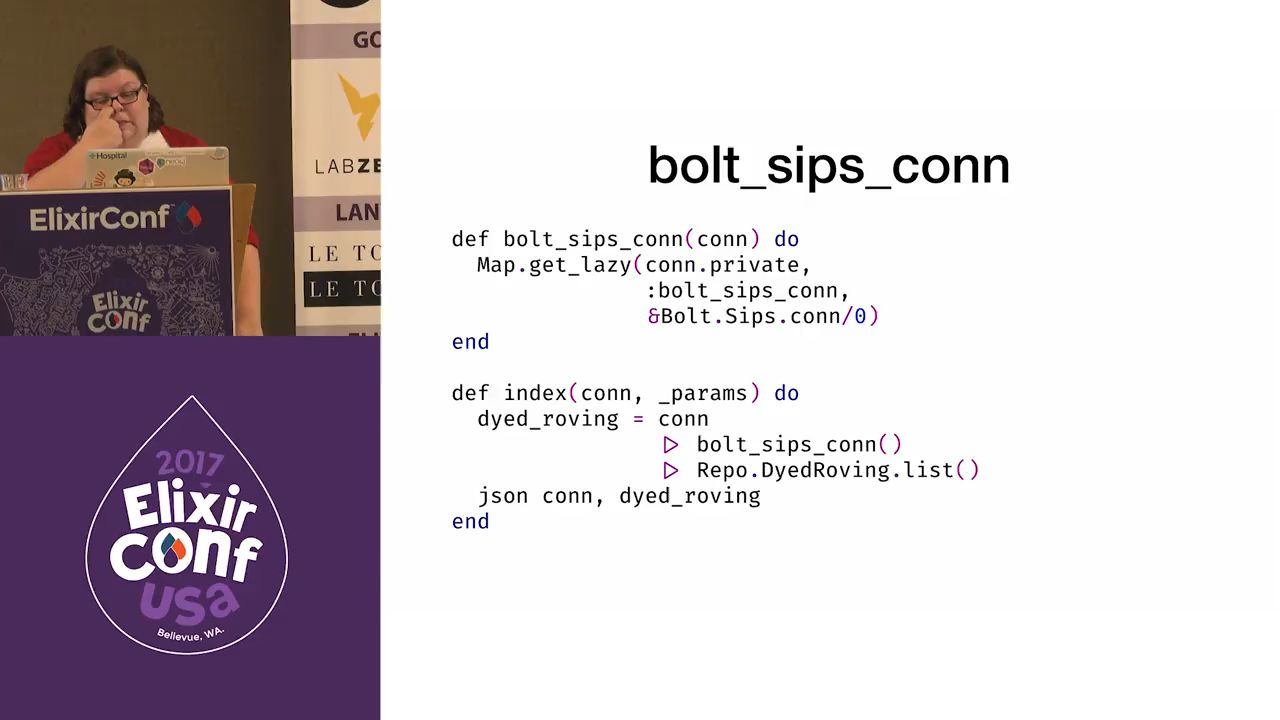 GO
LABZE
LAN
LE TO
LE TO
Hospital
ElixirConf
Elixir
Conf
2017
Elixir
Conf
USA
Bellevue, WA.
bolt_sips_conn
def bolt_sips_conn(conn) do
Map.get_lazy(conn.private,
:bolt_sips_conn,
&Bolt.Sips.conn/0)
end
def index(conn, _params) do
dyed_roving = conn
|> bolt_sips_conn()
|> Repo.DyedRoving.list()
json conn, dyed_roving
end